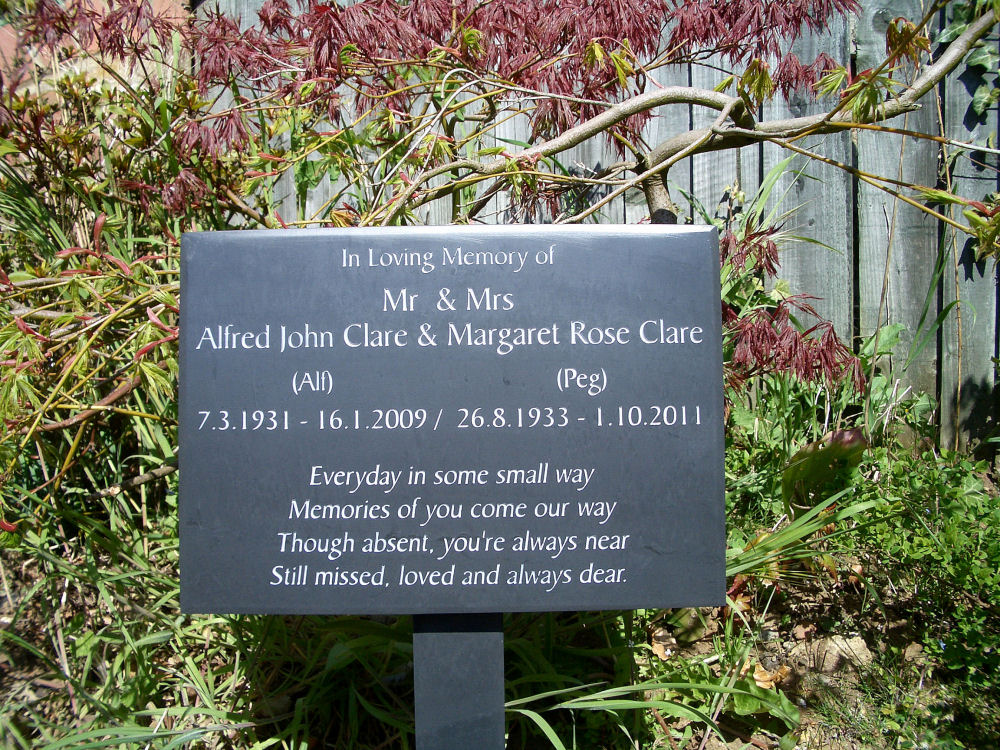 In Loving Memory of
Mr & Mrs
Alfred John Clare & Margaret Rose Clare
(Alf) (Peg)
7.3.1931 - 16.1.2009 / 26.8.1933 - 1.10.2011
Everyday in some small way
Memories of you come our way
Though absent, you're always near
Still missed, loved and always dear.